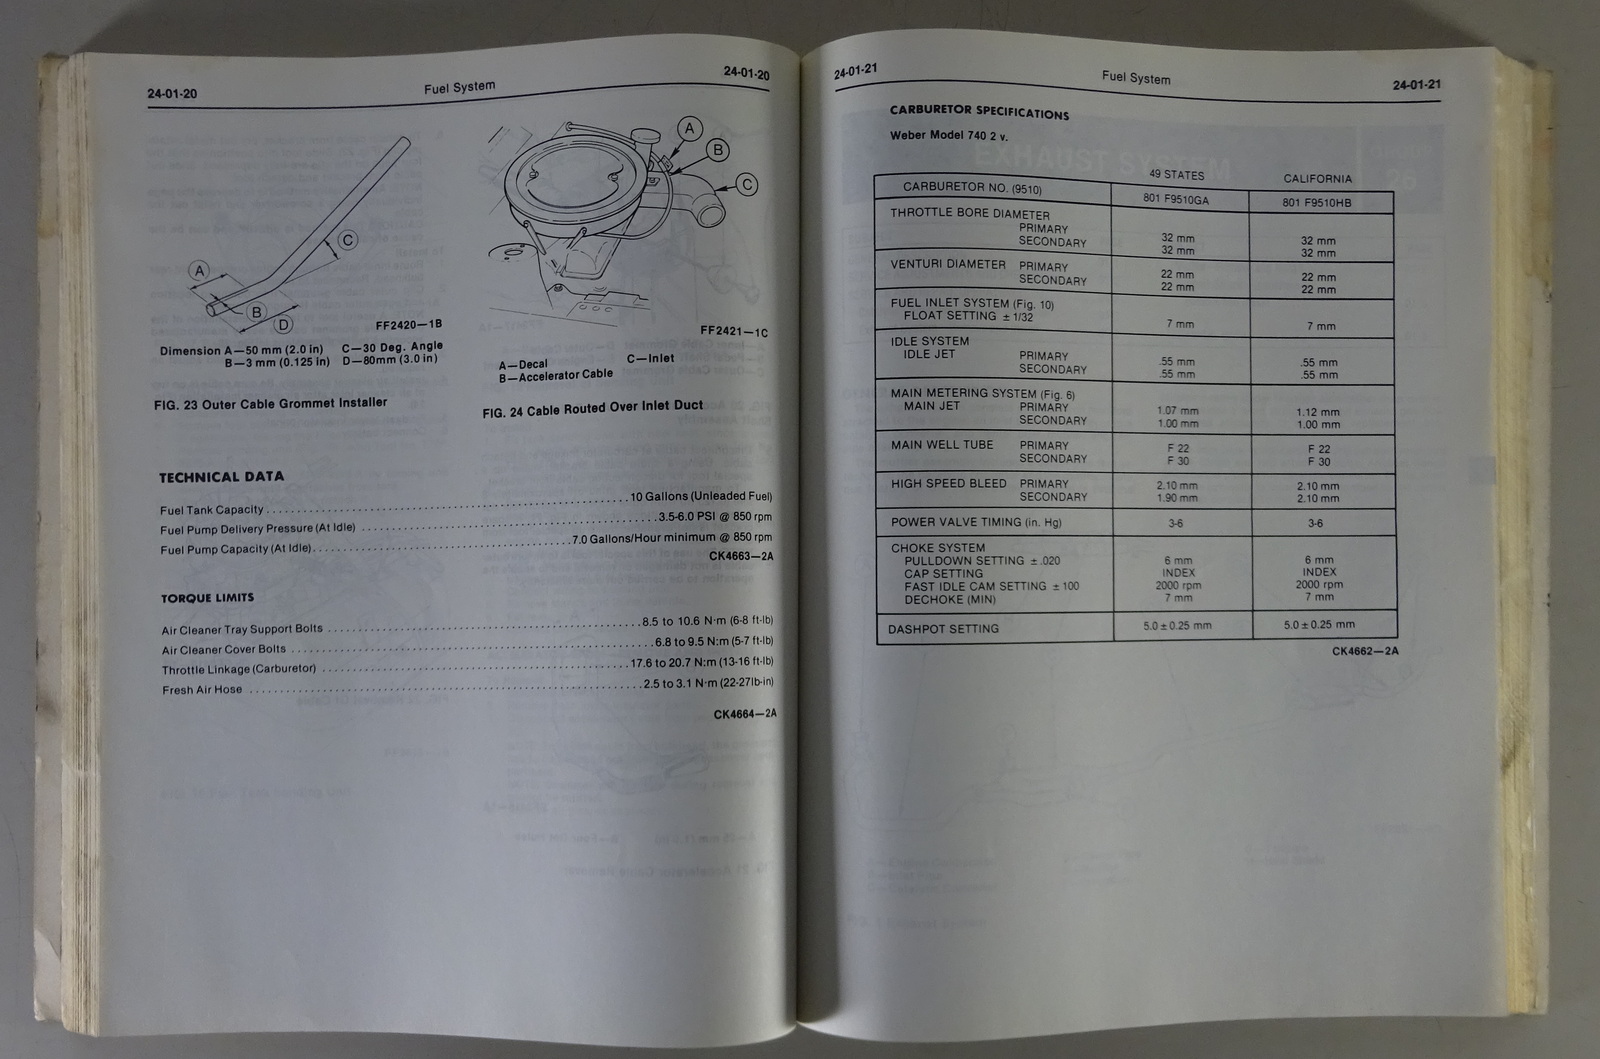 24-01-20 Fuel System 24-01-20
A
B
C
D
FF2420—1B
Dimension A—50 mm (2.0 in) C—30 Deg. Angle
B—3 mm (0.125 in) D—80mm (3.0 in)
FIG. 23 Outer Cable Grommet Installer
A
B
C
FF2421—1C
A—Decal C—Inlet
B—Accelerator Cable
FIG. 24 Cable Routed Over Inlet Duct
TECHNICAL DATA
Fuel Tank Capacity 10 Gallons (Unleaded Fuel)
Fuel Pump Delivery Pressure (At Idle) 3.5-6.0 PSI @ 850 rpm
Fuel Pump Capacity (At Idle) 7.0 Gallons/Hour minimum @ 850 rpm
CK4663—2A
TORQUE LIMITS
Air Cleaner Tray Support Bolts 8.5 to 10.6 N·m (6-8 ft-lb)
Air Cleaner Cover Bolts 6.8 to 9.5 N:m (5-7 ft-lb)
Throttle Linkage (Carburetor) 17.6 to 20.7 N:m (13-16 ft-lb)
Fresh Air Hose 2.5 to 3.1 N·m (22-27lb-in)
CK4664—2A
24-01-21 Fuel System 24-01-21
CARBURETOR SPECIFICATIONS
Weber Model 740 2 v.
EXHAUST SYSTEM
49 STATES CALIFORNIA
CARBURETOR NO. (9510) 801 F9510GA 801 F9510HB
THROTTLE BORE DIAMETER
PRIMARY 32 mm 32 mm
SECONDARY 32 mm 32 mm
VENTURI DIAMETER PRIMARY 22 mm 22 mm
SECONDARY 22 mm 22 mm
FUEL INLET SYSTEM (Fig. 10)
FLOAT SETTING ± 1/32 7 mm 7 mm
IDLE SYSTEM
IDLE JET PRIMARY .55 mm .55 mm
SECONDARY .55 mm .55 mm
MAIN METERING SYSTEM (Fig. 6)
MAIN JET PRIMARY 1.07 mm 1.12 mm
SECONDARY 1.00 mm 1.00 mm
MAIN WELL TUBE PRIMARY F 22 F 22
SECONDARY F 30 F 30
HIGH SPEED BLEED PRIMARY 2.10 mm 2.10 mm
SECONDARY 1.90 mm 2.10 mm
POWER VALVE TIMING (in. Hg) 3-6 3-6
CHOKE SYSTEM
PULLDOWN SETTING ± .020 6 mm 6 mm
CAP SETTING INDEX INDEX
FAST IDLE CAM SETTING ± 100 2000 rpm 2000 rpm
DECHOKE (MIN) 7 mm 7 mm
DASHPOT SETTING 5.0 ± 0.25 mm 5.0 ± 0.25 mm
CK4662—2A